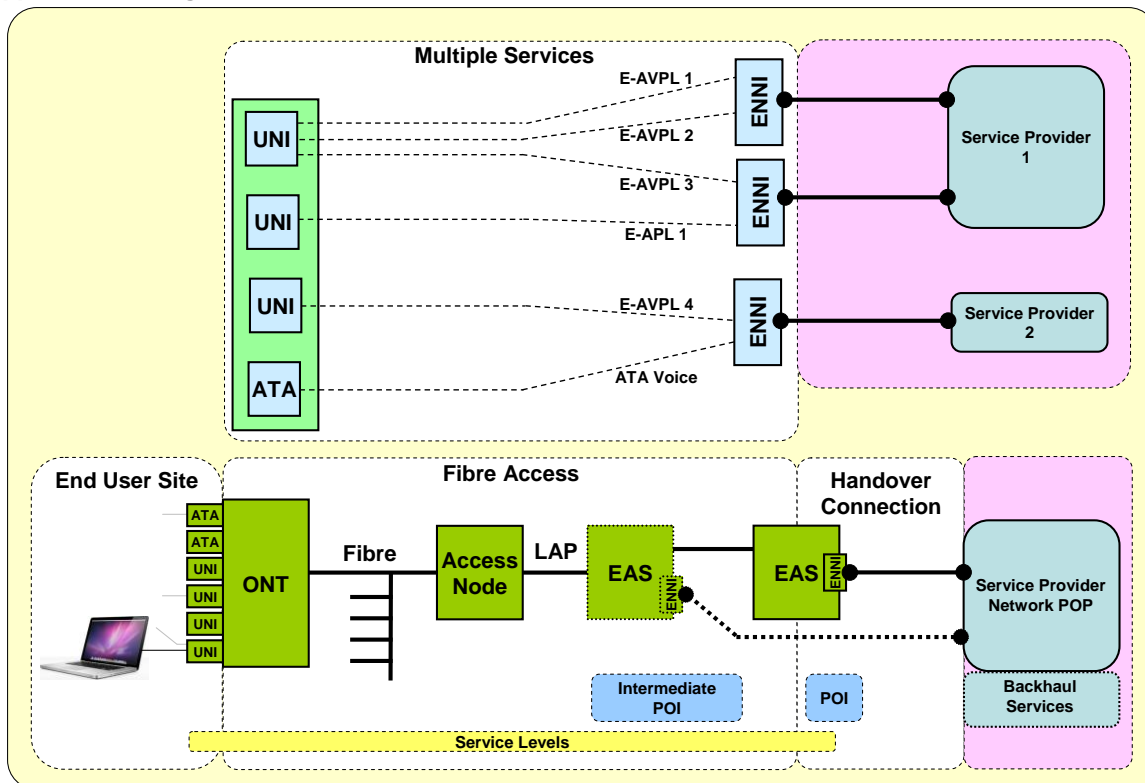 Multiple Services
E-AVPL 1
E-AVPL 2
E-AVPL 3
E-APL 1
E-AVPL 4
ATA Voice
UNI
UNI
UNI
ATA
ENNI
ENNI
ENNI
Service Provider
1
Service Provider
2
End User Site
Fibre Access
Handover
Connection
ATA
ATA
UNI
UNI
UNI
UNI
ONT
Fibre
Access
Node
LAP
EAS
ENNI
EAS
ENNI
Service Provider
Network POP
Intermediate
POI
POI
Backhaul
Services
Service Levels